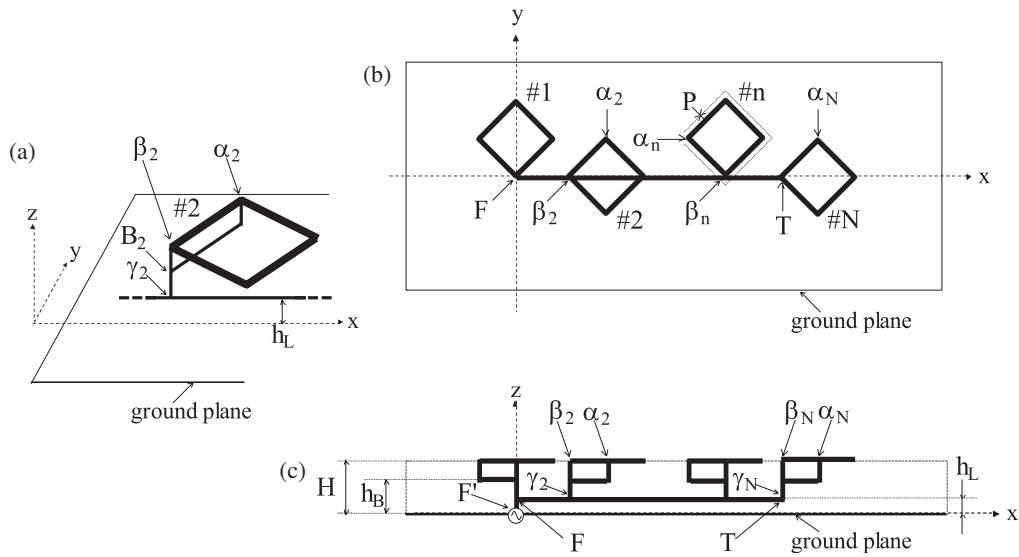 (a)
β2
α2
#2
z
y
B2
γ2
x
hL
ground plane
(b)
y
#1
α2
P
#n
αN
αn
x
F
β2
#2
βn
T
#N
ground plane
(c)
z
β2
α2
βN
αN
H
hB
F'
γ2
γN
hL
x
F
T
ground plane